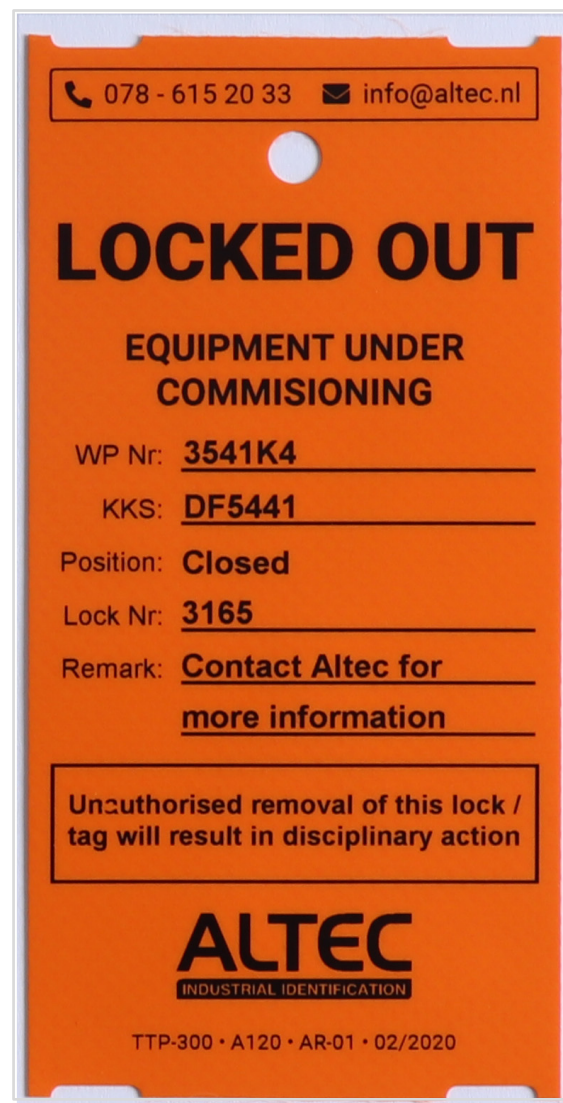 078 - 615 20 33 info@altec.nl
LOCKED OUT
EQUIPMENT UNDER
COMMISIONING
WP Nr: 3541K4
KKS: DF5441
Position: Closed
Lock Nr: 3165
Remark: Contact Altec for
more information
Unauthorised removal of this lock /
tag will result in disciplinary action
ALTEC
INDUSTRIAL IDENTIFICATION
TTP-300 • A120 • AR-01 • 02/2020